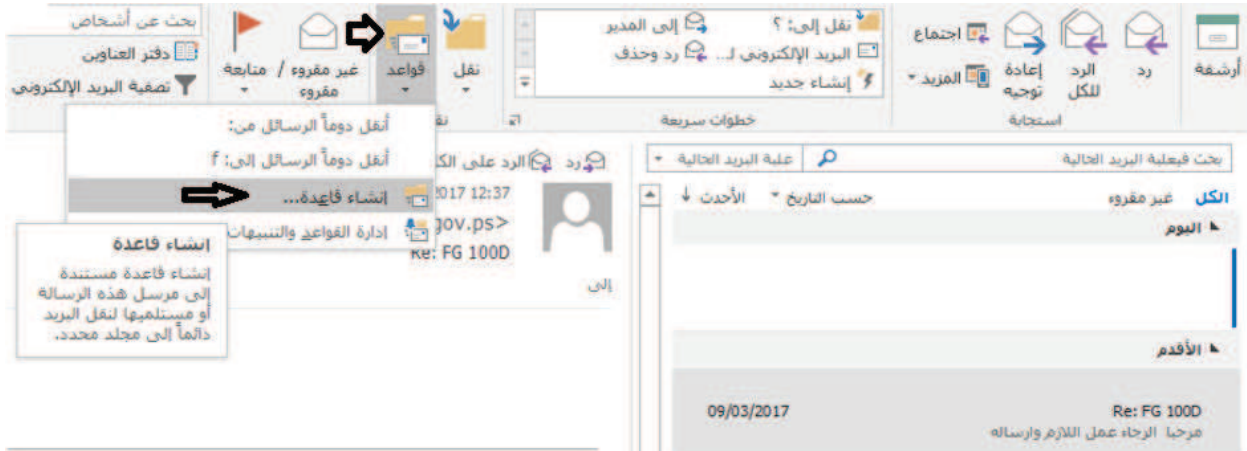 أرشفة
رد
الرد للكل
إعادة توجيه
اجتماع
المزيد
استجابة
نقل إلى: ؟
إلى المدير
البريد الإلكتروني لـ...
رد وحذف
إنشاء جديد
خطوات سريعة
نقل
قواعد
غير مقروء / مقروء
متابعة
بحث عن أشخاص
دفتر العناوين
تصفية البريد الإلكتروني
أنقل دوماً الرسائل من:
أنقل دوماً الرسائل إلى: f
إنشاء قاعدة...
إدارة القواعد والتنبيهات
إنشاء قاعدة
إنشاء قاعدة مستندة
إلى مرسل هذه الرسالة
أو مستلميها لنقل البريد
دائماً إلى مجلد محدد.
بحث فيعلبة البريد الحالية
علبة البريد الحالية
الكل غير مقروء
حسب التاريخ
الأحدث
اليوم
الأقدم
Re: FG 100D
09/03/2017
مرحبا الرجاء عمل اللازم وارساله
رد
الرد على
2017 12:37
gov.ps>
Re: FG 100D
إلى